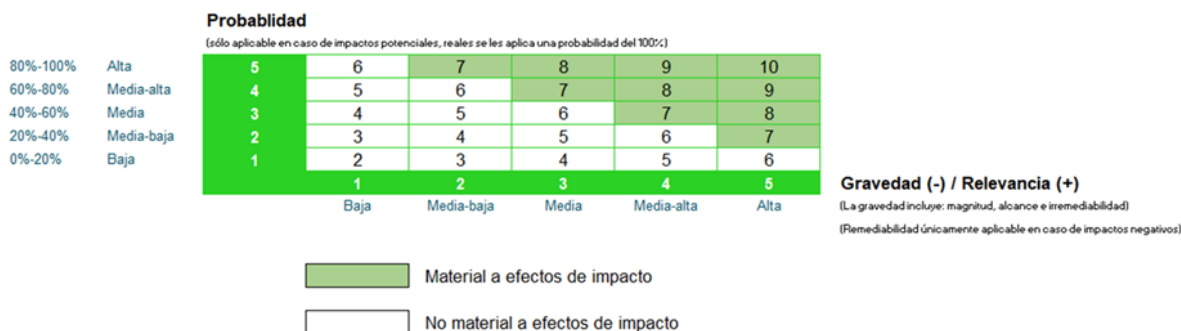 Probablidad
(sólo aplicable en caso de impactos potenciales, reales se les aplica una probabilidad del 100%)
80%-100% Alta 5 6 7 8 9 10
60%-80% Media-alta 4 5 6 7 8 9
40%-60% Media 3 4 5 6 7 8
20%-40% Media-baja 2 3 4 5 6 7
0%-20% Baja 1 2 3 4 5 6
1 2 3 4 5 Gravedad (-) / Relevancia (+)
Baja Media-baja Media Media-alta Alta (La gravedad incluye: magnitud, alcance e irremediabilidad)
(Remediabilidad únicamente aplicable en caso de impactos negativos)
Material a efectos de impacto
No material a efectos de impacto